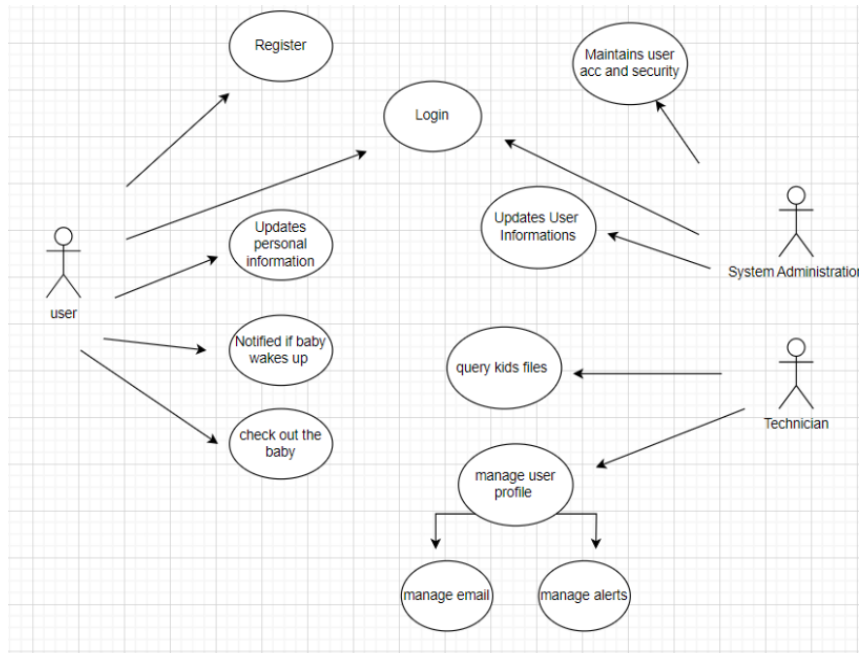 Register
Maintains user
acc and security
Login
Updates
personal
information
Updates User
Informations
user
System Administration
Notified if baby
wakes up
query kids files
Technician
check out the
baby
manage user
profile
manage email
manage alerts